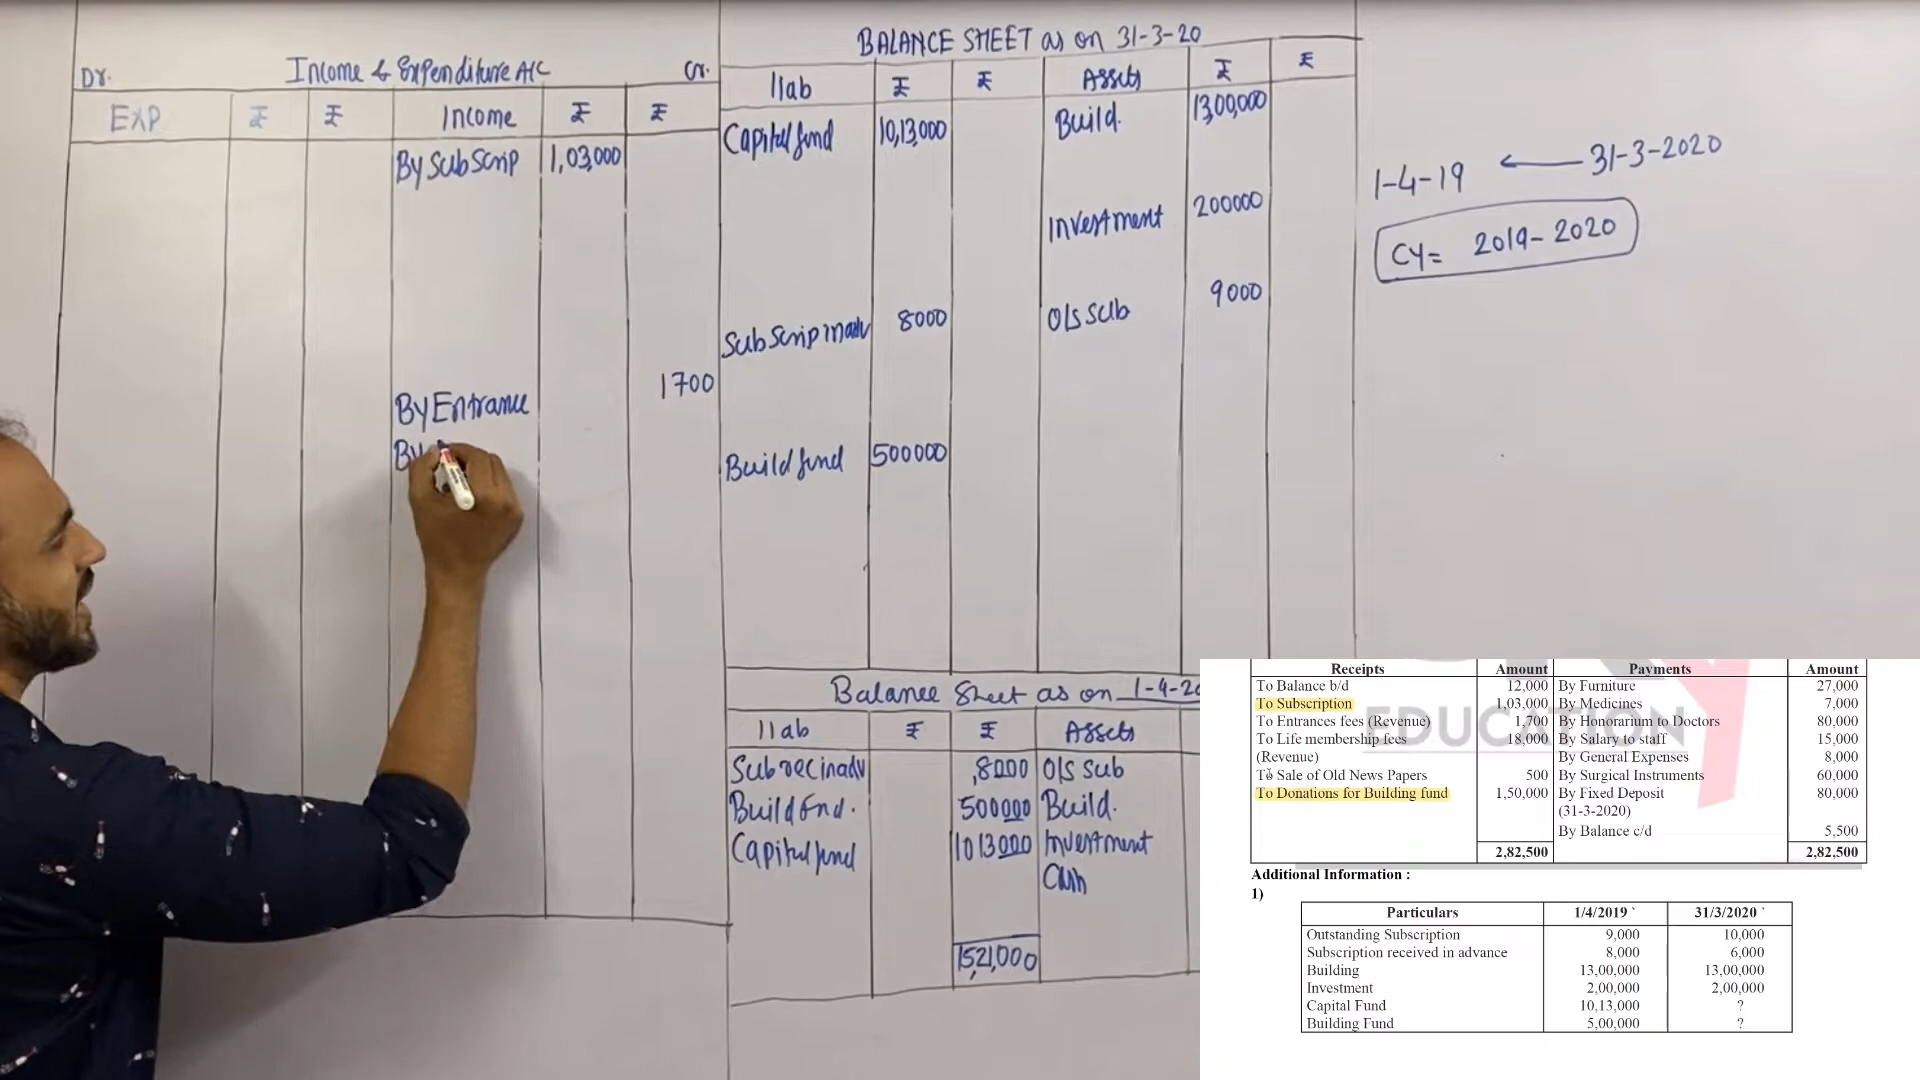 Dr. Income & Expenditure A/C Cr.
EXP ₹ ₹ Income ₹ ₹
By Subscrip 1,03,000
By Entrance 1700
By
BALANCE SHEET as on 31-3-20
liab ₹ ₹ Assets ₹ ₹
Capital fund 10,13,000 Build. 13,00,000
Investment 200000
Subscrip in adv 8000 O/s sub 9000
Build fund 500000
1-4-19 ← 31-3-2020
CY= 2019-2020
Balance Sheet as on 1-4-20
liab ₹ ₹ Assets
Sub rec in adv 8000 O/s sub
Build Fnd. 500000 Build.
Capital fund 1013000 Investment
Cash
15,21,000
EDUCATION
Receipts Amount Payments Amount
To Balance b/d 12,000 By Furniture 27,000
To Subscription 1,03,000 By Medicines 7,000
To Entrances fees (Revenue) 1,700 By Honorarium to Doctors 80,000
To Life membership fees 18,000 By Salary to staff 15,000
(Revenue) By General Expenses 8,000
To Sale of Old News Papers 500 By Surgical Instruments 60,000
To Donations for Building fund 1,50,000 By Fixed Deposit 80,000
(31-3-2020)
By Balance c/d 5,500
2,82,500 2,82,500
Additional Information :
1)
Particulars 1/4/2019 ` 31/3/2020 `
Outstanding Subscription 9,000 10,000
Subscription received in advance 8,000 6,000
Building 13,00,000 13,00,000
Investment 2,00,000 2,00,000
Capital Fund 10,13,000 ?
Building Fund 5,00,000 ?